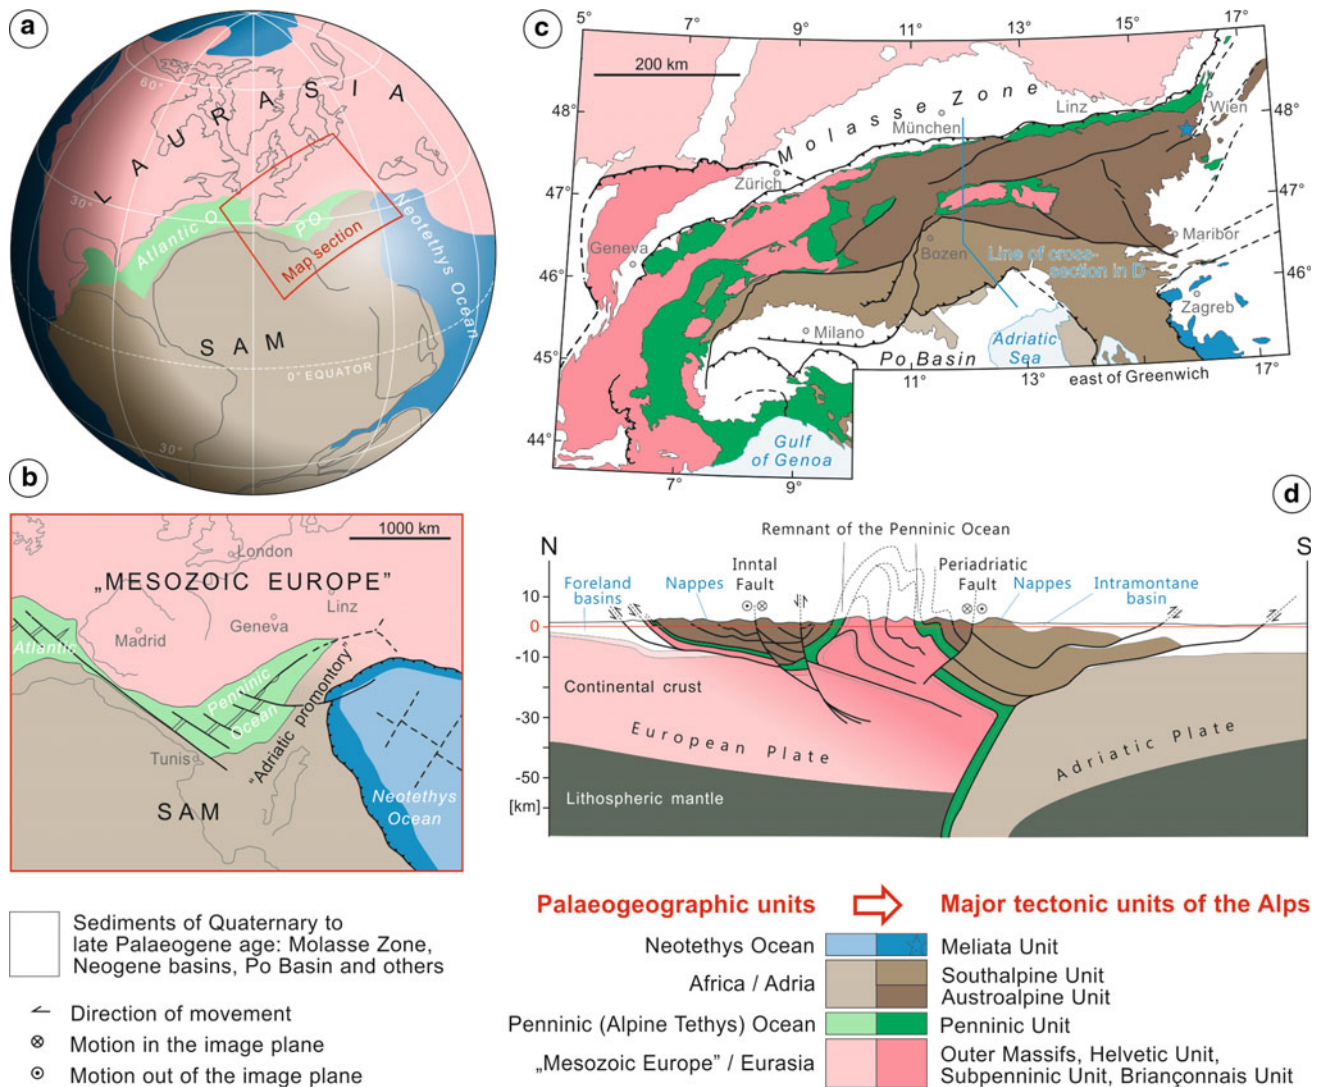 a
LAURASIA
60°
30°
Atlantic O
PO
Map section
Neotethys Ocean
SAM
0° EQUATOR
30°
b
1000 km
London
„MESOZOIC EUROPE”
Linz
Geneva
Madrid
Atlantic
Penninic
Ocean
“Adriatic promontory”
Tunis
SAM
Neotethys
Ocean
c
5°
7°
9°
11°
13°
15°
17°
200 km
48°
47°
46°
45°
44°
Molasse Zone
Linz
Wien
München
48°
Zürich
47°
Geneva
Maribor
Bozen
Line of cross-
section in D
46°
Zagreb
Milano
Adriatic
Sea
Po Basin
11°
13°
east of Greenwich
17°
Gulf
of Genoa
7°
9°
d
Remnant of the Penninic Ocean
N
S
Inntal
Fault
Periadriatic
Fault
Foreland
basins
Nappes
Nappes
Intramontane
basin
10
0
-10
-30
-50
[km]
Continental crust
European Plate
Adriatic Plate
Lithospheric mantle
Sediments of Quaternary to
late Palaeogene age: Molasse Zone,
Neogene basins, Po Basin and others
Direction of movement
Motion in the image plane
Motion out of the image plane
Palaeogeographic units
Major tectonic units of the Alps
Neotethys Ocean
Meliata Unit
Africa / Adria
Southalpine Unit
Austroalpine Unit
Penninic (Alpine Tethys) Ocean
Penninic Unit
„Mesozoic Europe” / Eurasia
Outer Massifs, Helvetic Unit,
Subpenninic Unit, Briançonnais Unit